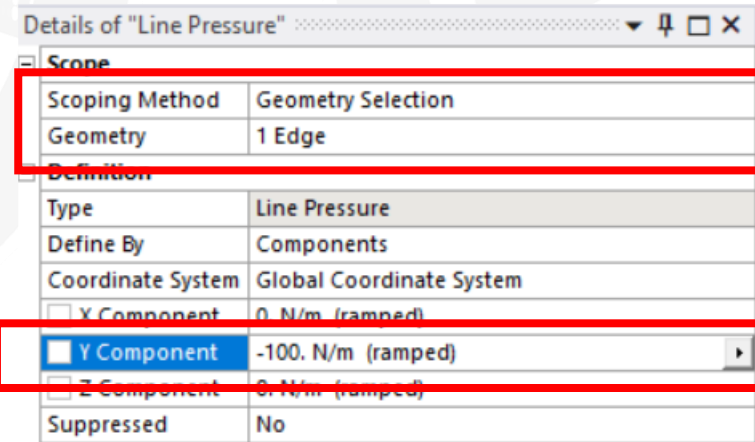 Details of "Line Pressure"
Scope
Scoping Method Geometry Selection
Geometry 1 Edge
Definition
Type Line Pressure
Define By Components
Coordinate System Global Coordinate System
X Component 0. N/m (ramped)
Y Component -100. N/m (ramped)
Z Component 0. N/m (ramped)
Suppressed No